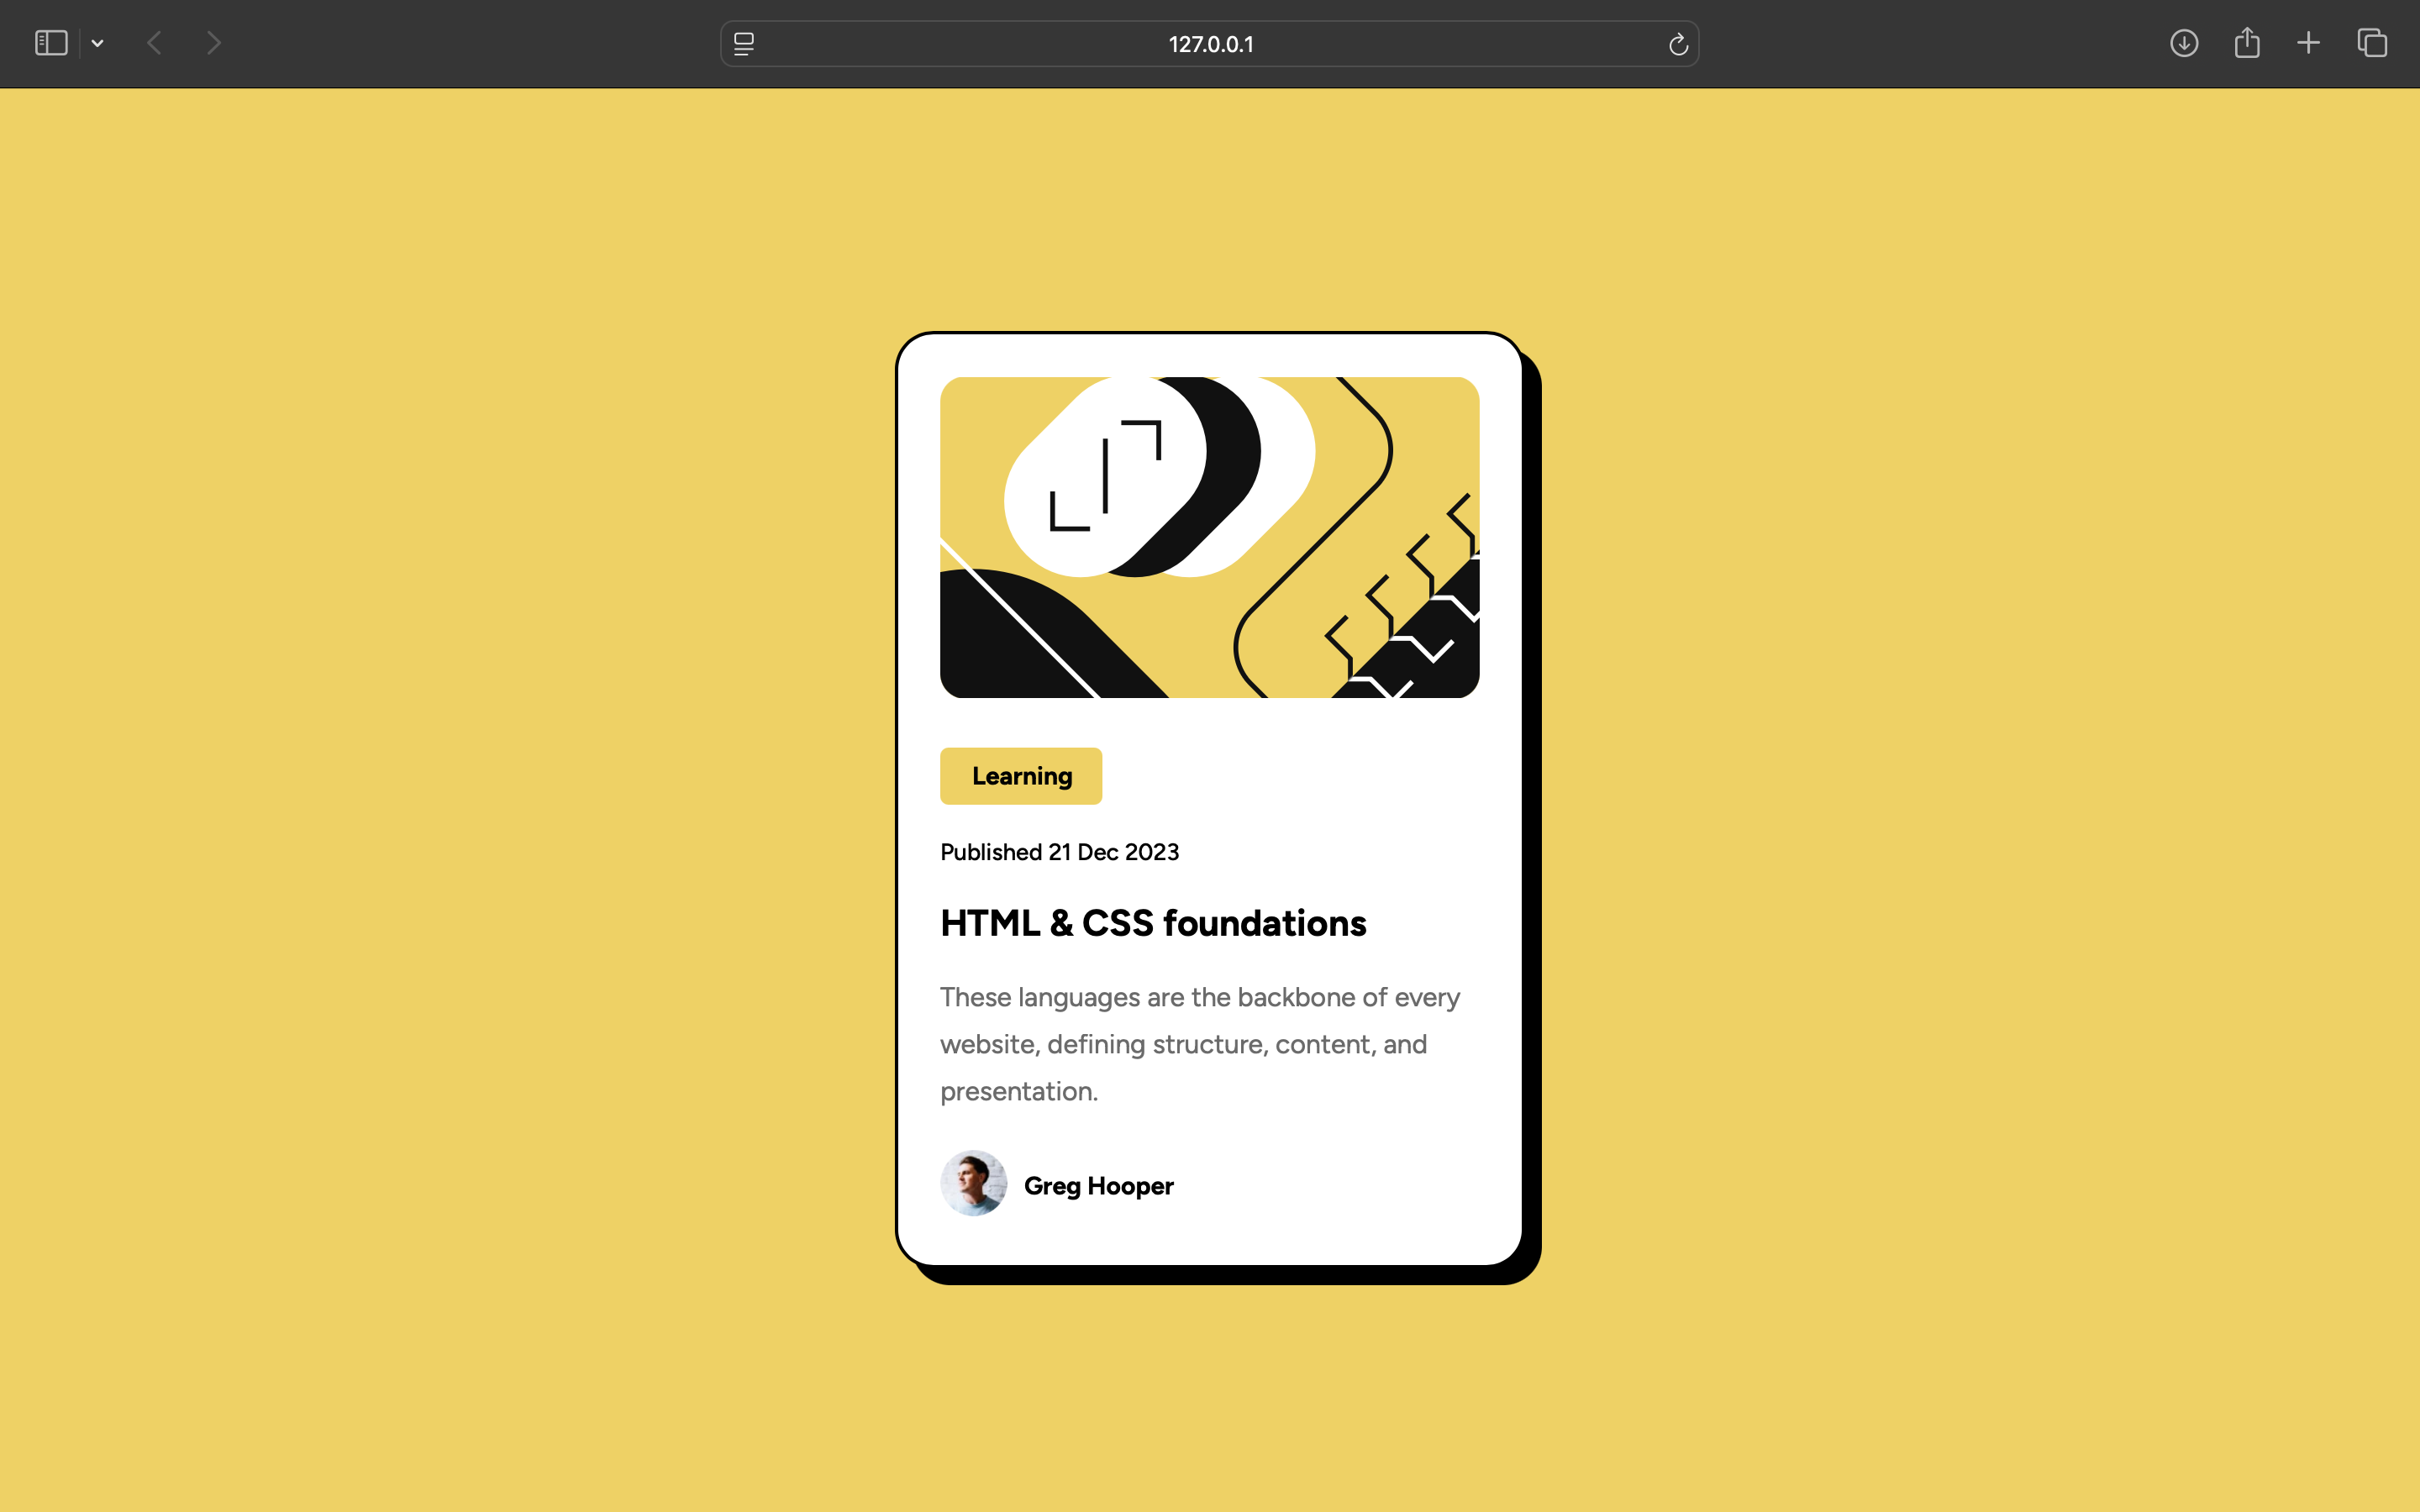 127.0.0.1
Learning
Published 21 Dec 2023
HTML & CSS foundations
These languages are the backbone of every
website, defining structure, content, and
presentation.
Greg Hooper